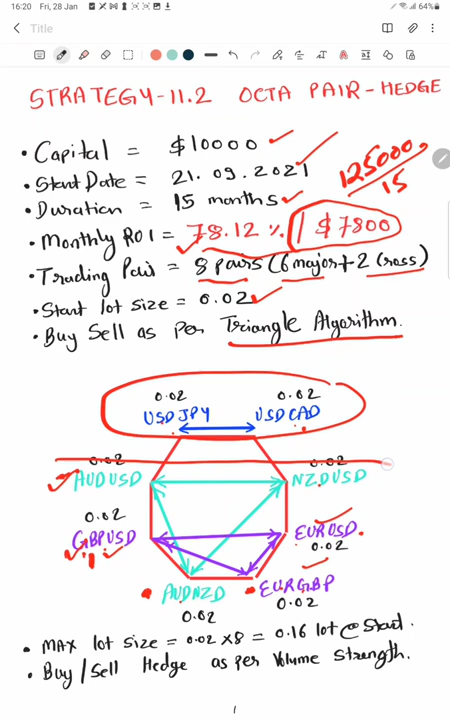 16:20 Fri, 28 Jan
64%
Title
STRATEGY-11.2 OCTA PAIR-HEDGE
• Capital = $10000
• Start Date = 21.09.2021
• Duration = 15 months
125000
15
• Monthly ROI = 78.12 % | $7800
• Trading Pair = 8 pairs (6 major + 2 Cross)
• Start lot size = 0.02
• Buy Sell as per Triangle Algorithm.
0.02 0.02
USDJPY USDCAD
0.02 0.02
AUDUSD NZDUSD
0.02
GBPUSD EURUSD
0.02
AUDNZD EURGBP
0.02 0.02
• MAX lot size = 0.02 x 8 = 0.16 lot @ Start.
• Buy/Sell Hedge as per Volume Strength.